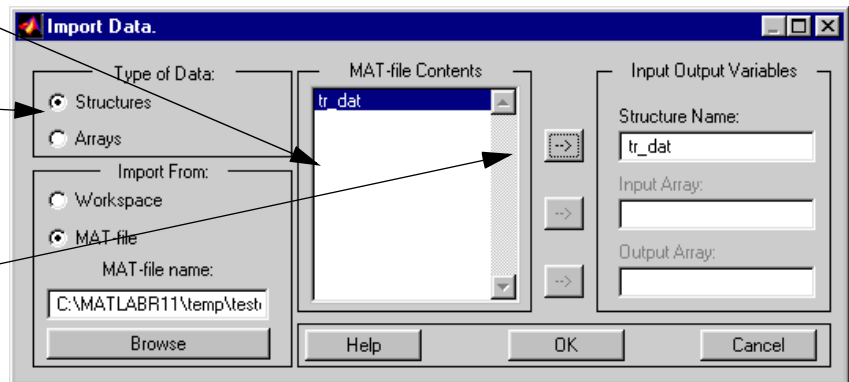 Import Data.
Type of Data:
Structures
Arrays
Import From:
Workspace
MAT-file
MAT-file name:
C:\MATLABR11\temp\test
Browse
MAT-file Contents
tr_dat
-->
-->
-->
Input Output Variables
Structure Name:
tr_dat
Input Array:
Output Array:
Help
OK
Cancel